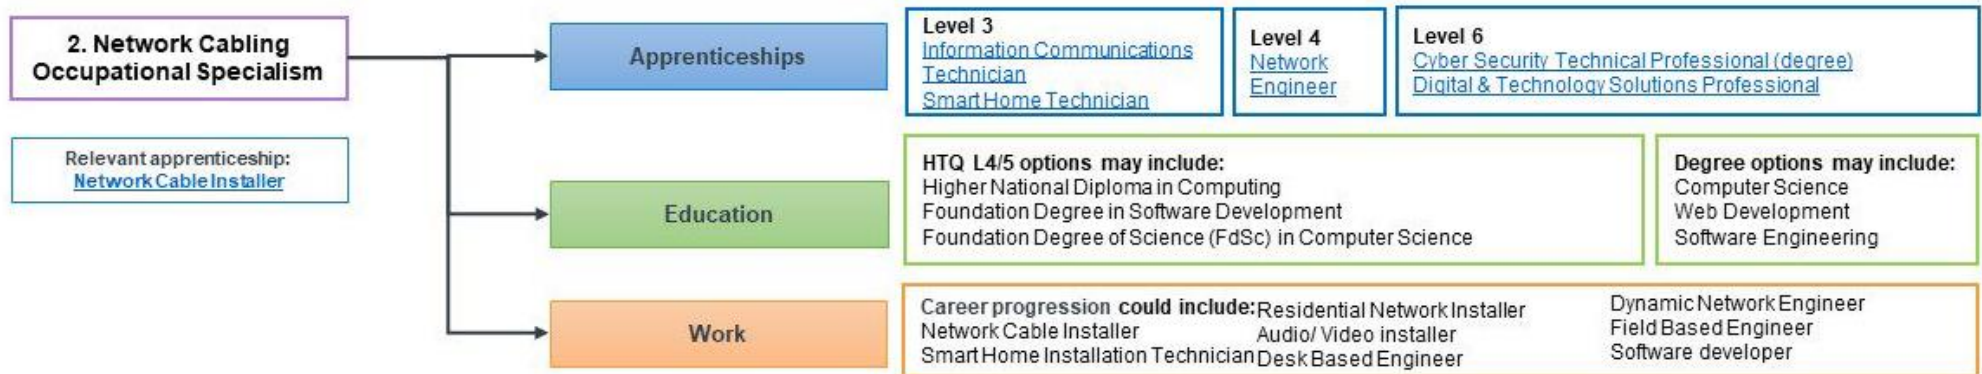 2. Network Cabling
Occupational Specialism
Relevant apprenticeship:
Network Cable Installer
Apprenticeships
Level 3
Information Communications
Technician
Smart Home Technician
Level 4
Network
Engineer
Level 6
Cyber Security Technical Professional (degree)
Digital & Technology Solutions Professional
Education
HTQ L4/5 options may include:
Higher National Diploma in Computing
Foundation Degree in Software Development
Foundation Degree of Science (FdSc) in Computer Science
Degree options may include:
Computer Science
Web Development
Software Engineering
Work
Career progression could include:
Network Cable Installer
Smart Home Installation Technician
Residential Network Installer
Audio/ Video installer
Desk Based Engineer
Dynamic Network Engineer
Field Based Engineer
Software developer